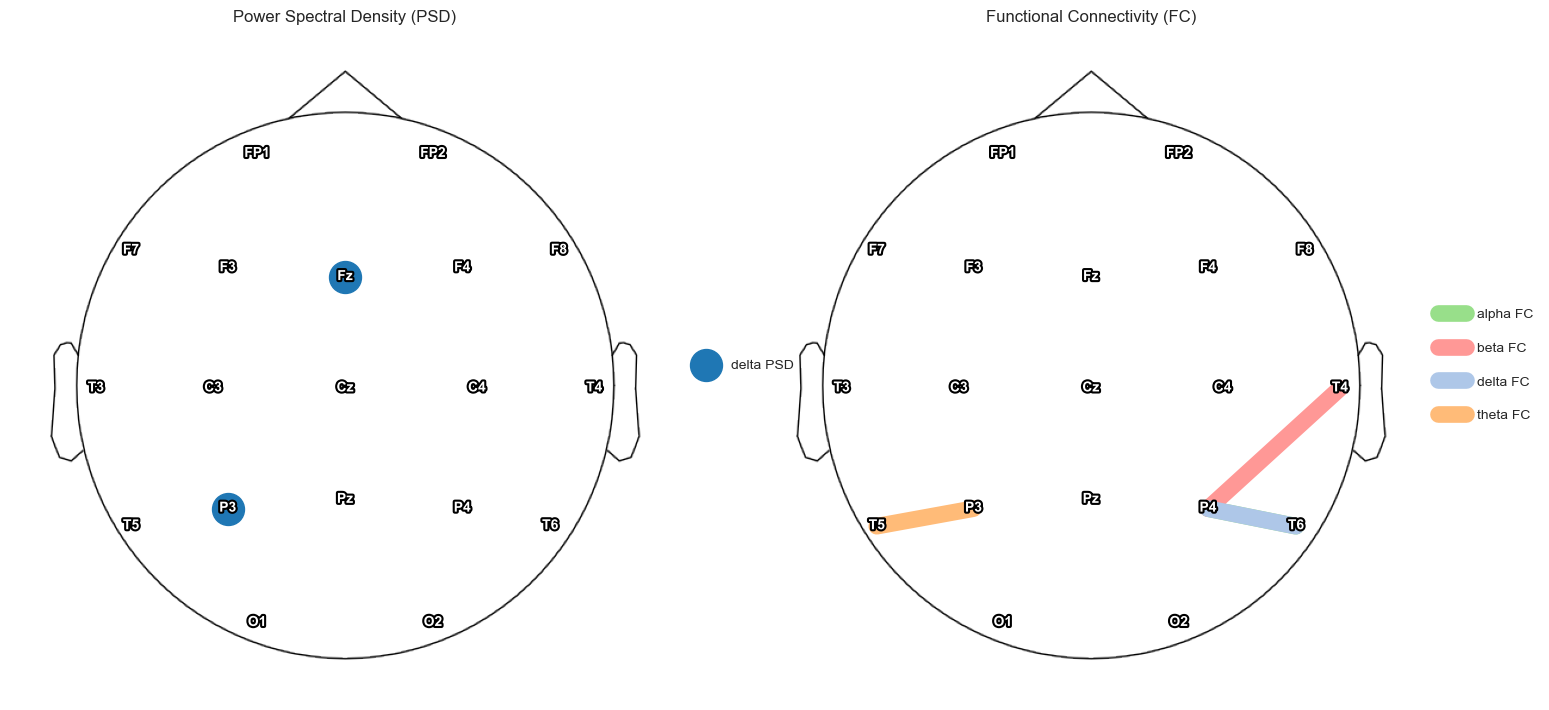 Power Spectral Density (PSD)
FP1 FP2
F7 F3 Fz F4 F8
T3 C3 Cz C4 T4
T5 P3 Pz P4 T6
O1 O2
delta PSD
Functional Connectivity (FC)
FP1 FP2
F7 F3 Fz F4 F8
T3 C3 Cz C4 T4
T5 P3 Pz P4 T6
O1 O2
alpha FC
beta FC
delta FC
theta FC